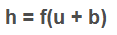 h = f(u + b)